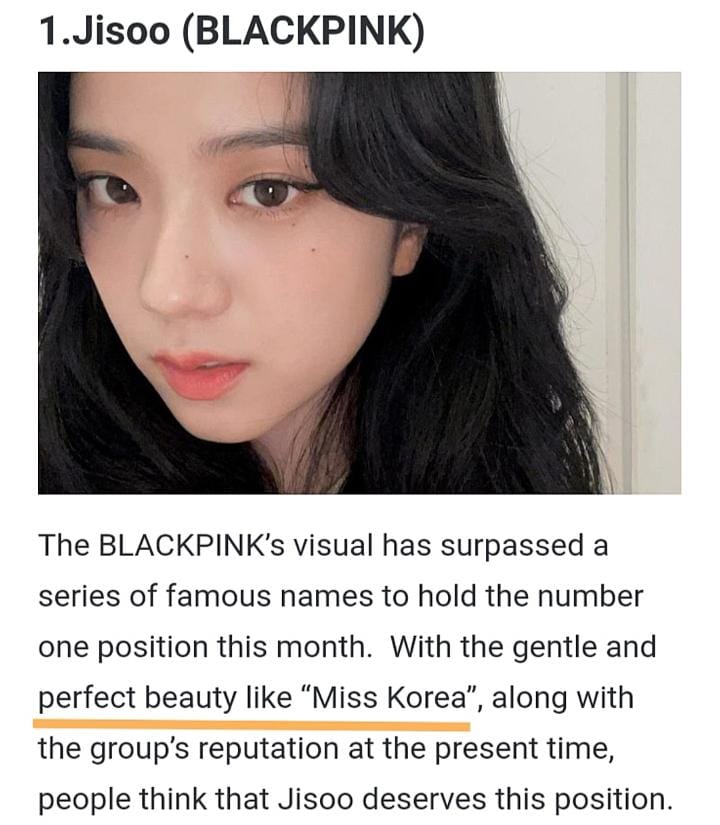 1.Jisoo (BLACKPINK)
The BLACKPINK’s visual has surpassed a
series of famous names to hold the number
one position this month.  With the gentle and
perfect beauty like “Miss Korea”, along with
the group’s reputation at the present time,
people think that Jisoo deserves this position.